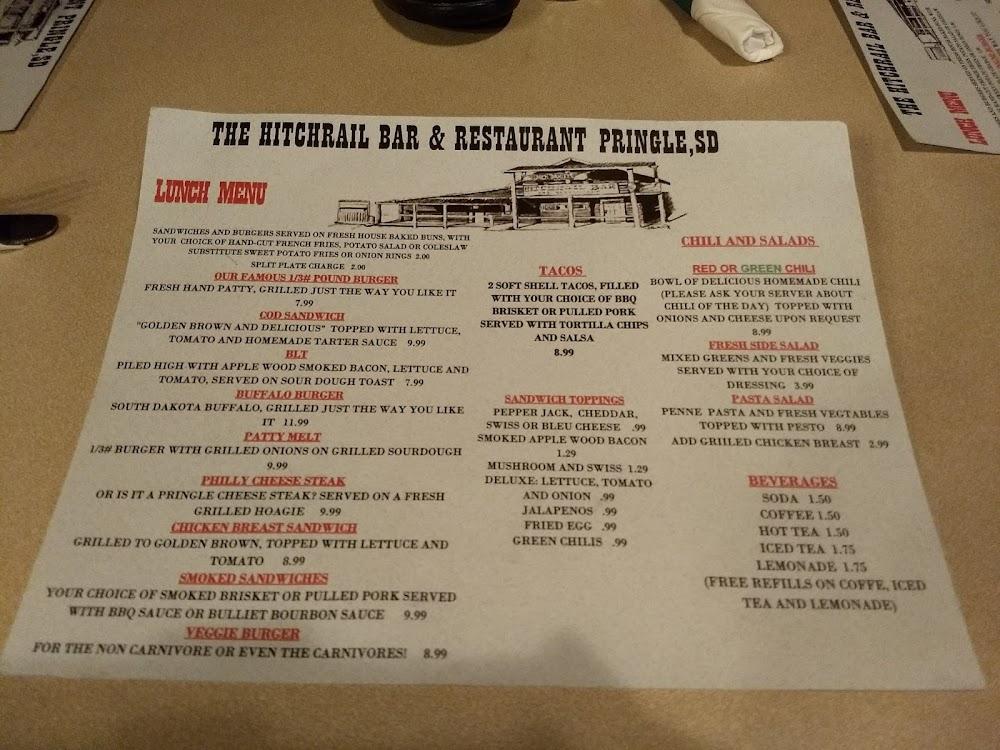 THE HITCHRAIL BAR & RESTAURANT PRINGLE,SD
LUNCH MENU
SANDWICHES AND BURGERS SERVED ON FRESH HOUSE BAKED BUNS, WITH
YOUR CHOICE OF HAND-CUT FRENCH FRIES, POTATO SALAD OR COLESLAW
SUBSTITUTE SWEET POTATO FRIES OR ONION RINGS 2.00
SPLIT PLATE CHARGE 2.00
OUR FAMOUS 1/3# POUND BURGER
FRESH HAND PATTY, GRILLED JUST THE WAY YOU LIKE IT
7.99
COD SANDWICH
"GOLDEN BROWN AND DELICIOUS" TOPPED WITH LETTUCE,
TOMATO AND HOMEMADE TARTER SAUCE 9.99
BLT
PILED HIGH WITH APPLE WOOD SMOKED BACON, LETTUCE AND
TOMATO, SERVED ON SOUR DOUGH TOAST 7.99
BUFFALO BURGER
SOUTH DAKOTA BUFFALO, GRILLED JUST THE WAY YOU LIKE
IT 11.99
PATTY MELT
1/3# BURGER WITH GRILLED ONIONS ON GRILLED SOURDOUGH
9.99
PHILLY CHEESE STEAK
OR IS IT A PRINGLE CHEESE STEAK? SERVED ON A FRESH
GRILLED HOAGIE 9.99
CHICKEN BREAST SANDWICH
GRILLED TO GOLDEN BROWN, TOPPED WITH LETTUCE AND
TOMATO 8.99
SMOKED SANDWICHES
YOUR CHOICE OF SMOKED BRISKET OR PULLED PORK SERVED
WITH BBQ SAUCE OR BULLIET BOURBON SAUCE 9.99
VEGGIE BURGER
FOR THE NON CARNIVORE OR EVEN THE CARNIVORES! 8.99
TACOS
2 SOFT SHELL TACOS, FILLED
WITH YOUR CHOICE OF BBQ
BRISKET OR PULLED PORK
SERVED WITH TORTILLA CHIPS
AND SALSA
8.99
SANDWICH TOPPINGS
PEPPER JACK, CHEDDAR,
SWISS OR BLEU CHEESE .99
SMOKED APPLE WOOD BACON
1.29
MUSHROOM AND SWISS 1.29
DELUXE: LETTUCE, TOMATO
AND ONION .99
JALAPENOS .99
FRIED EGG .99
GREEN CHILIS .99
CHILI AND SALADS
RED OR GREEN CHILI
BOWL OF DELICIOUS HOMEMADE CHILI
(PLEASE ASK YOUR SERVER ABOUT
CHILI OF THE DAY) TOPPED WITH
ONIONS AND CHEESE UPON REQUEST
8.99
FRESH SIDE SALAD
MIXED GREENS AND FRESH VEGGIES
SERVED WITH YOUR CHOICE OF
DRESSING 3.99
PASTA SALAD
PENNE PASTA AND FRESH VEGTABLES
TOPPED WITH PESTO 8.99
ADD GRIILLED CHICKEN BREAST 2.99
BEVERAGES
SODA 1.50
COFFEE 1.50
HOT TEA 1.50
ICED TEA 1.75
LEMONADE 1.75
(FREE REFILLS ON COFFE, ICED
TEA AND LEMONADE)
PRINGLE,SD
THE HITCHRAIL BAR &
LUNCH MENU